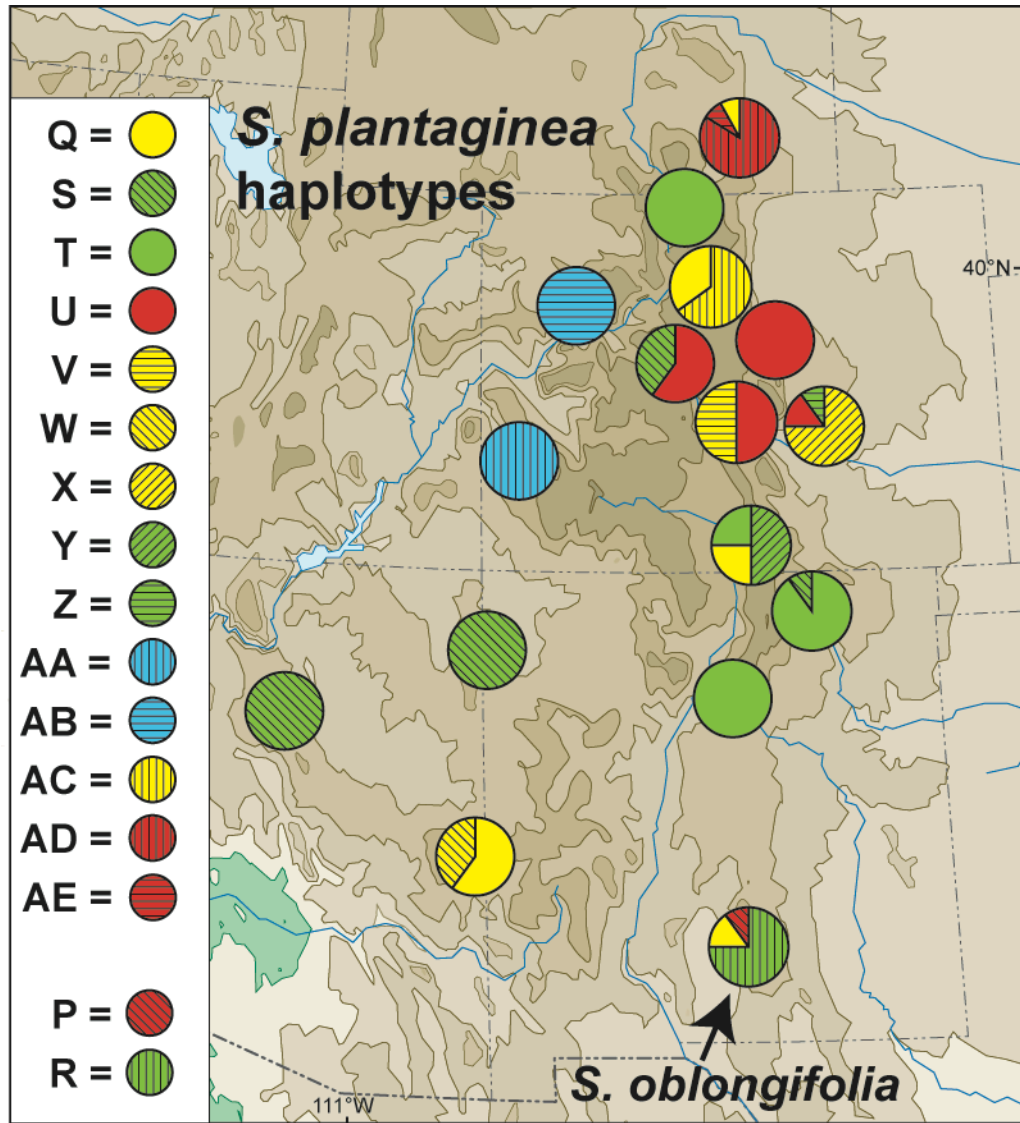 S. plantaginea
haplotypes
Q =
S =
T =
U =
V =
W =
X =
Y =
Z =
AA =
AB =
AC =
AD =
AE =
P =
R =
40°N
111°W
S. oblongifolia